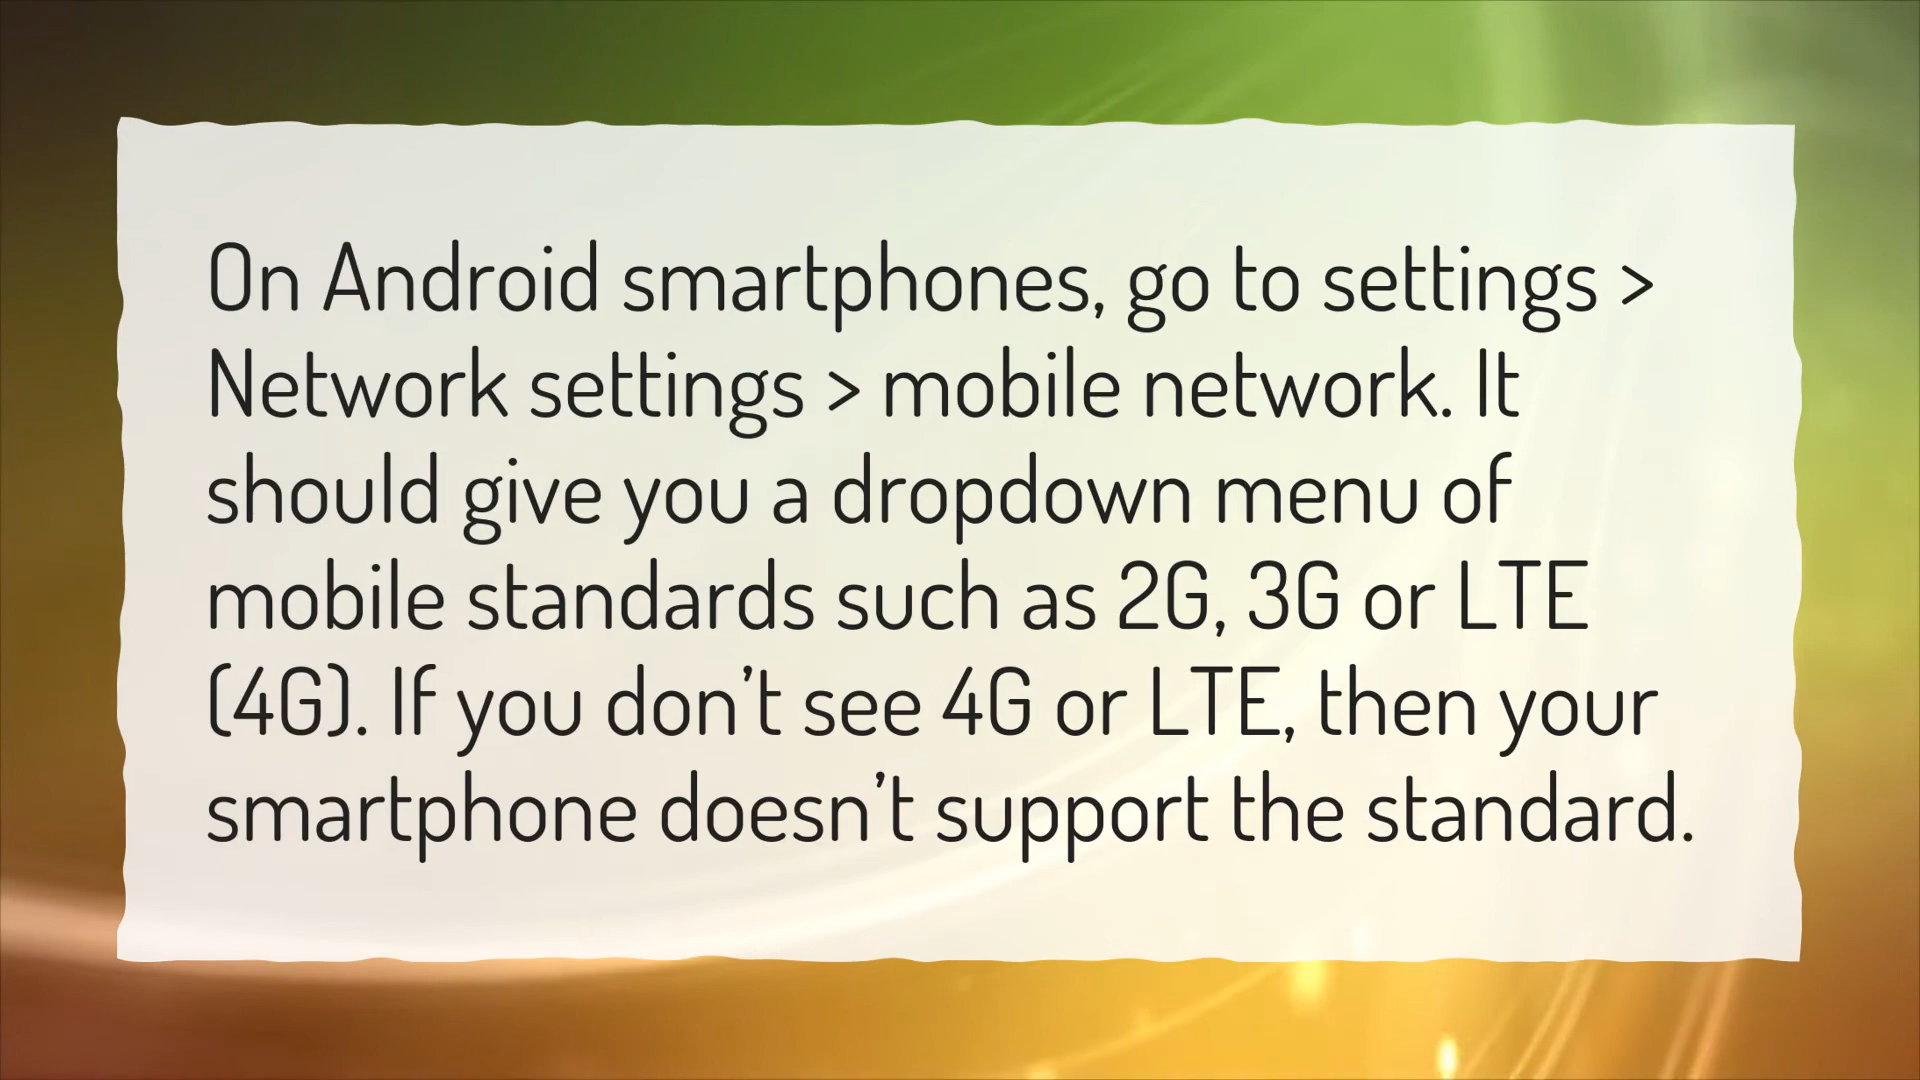 On Android smartphones, go to settings >
Network settings > mobile network. It
should give you a dropdown menu of
mobile standards such as 2G, 3G or LTE
(4G). If you don’t see 4G or LTE, then your
smartphone doesn’t support the standard.